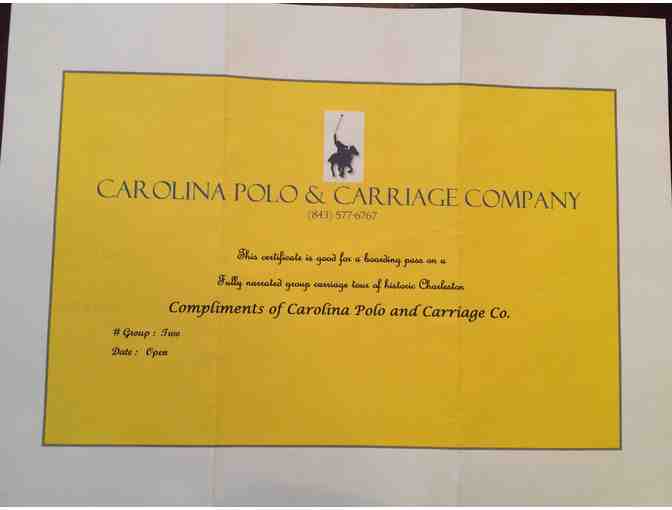 CAROLINA POLO & CARRIAGE COMPANY
(843) 577-6767
This certificate is good for a boarding pass on a
Fully narrated group carriage tour of historic Charleston
Compliments of Carolina Polo and Carriage Co.
# Group : Two
Date : Open